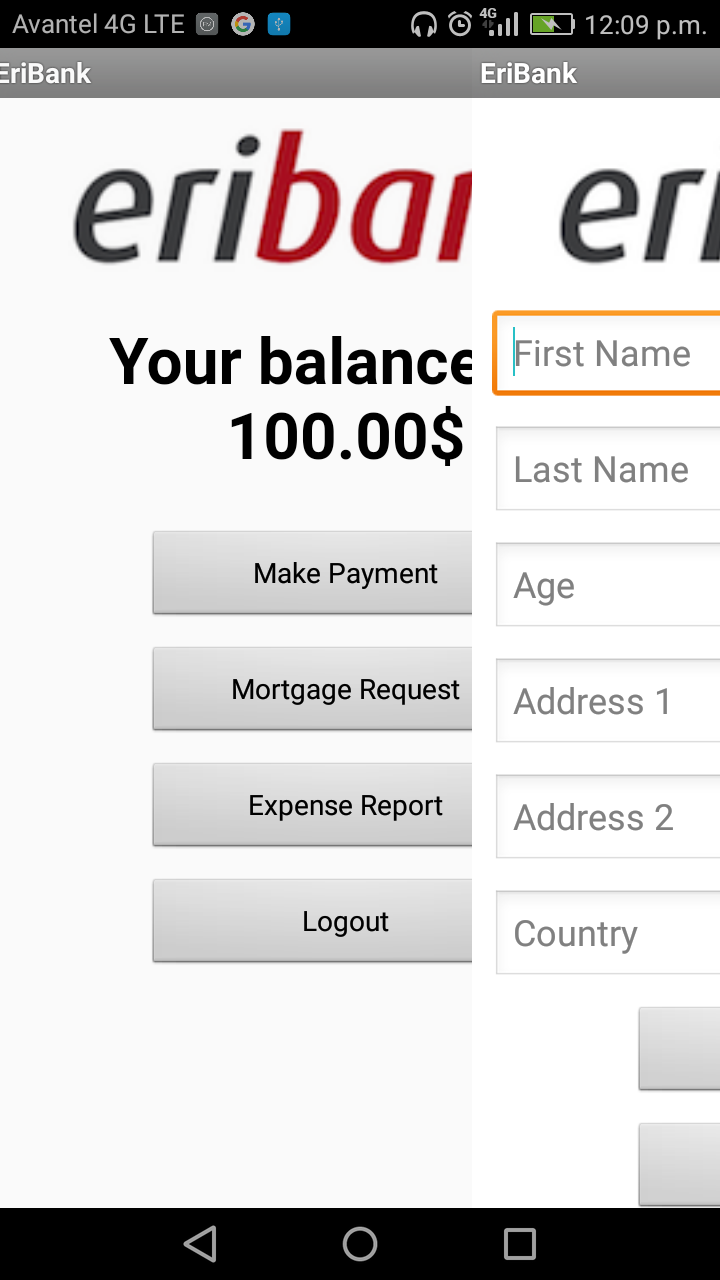 Avantel 4G LTE 4G 12:09 p.m.
EriBank
eriban
Your balance
100.00$
Make Payment
Mortgage Request
Expense Report
Logout
EriBank
eri
First Name
Last Name
Age
Address 1
Address 2
Country